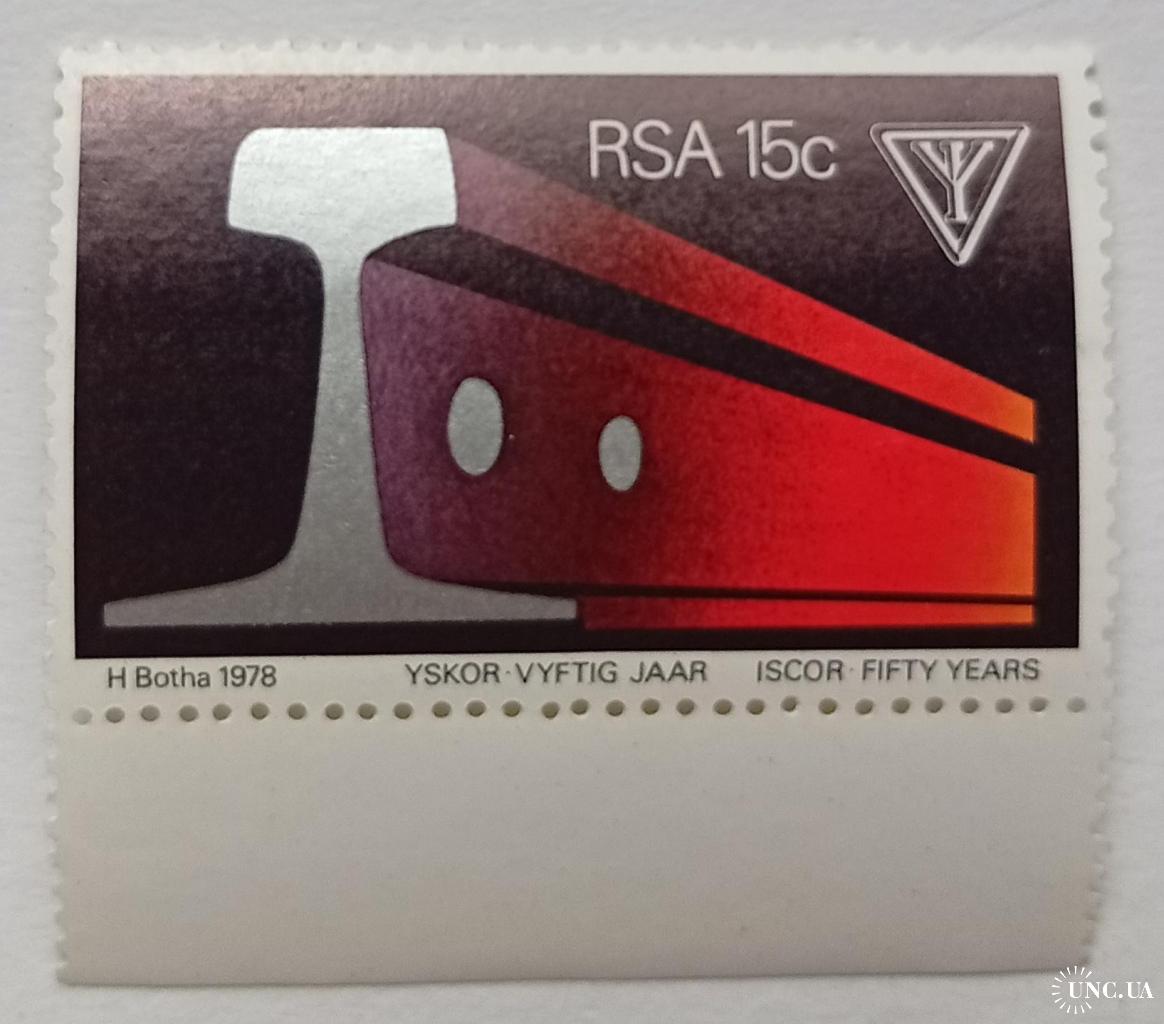 RSA 15c
H Botha 1978 YSKOR·VYFTIG JAAR ISCOR·FIFTY YEARS
UNC.UA